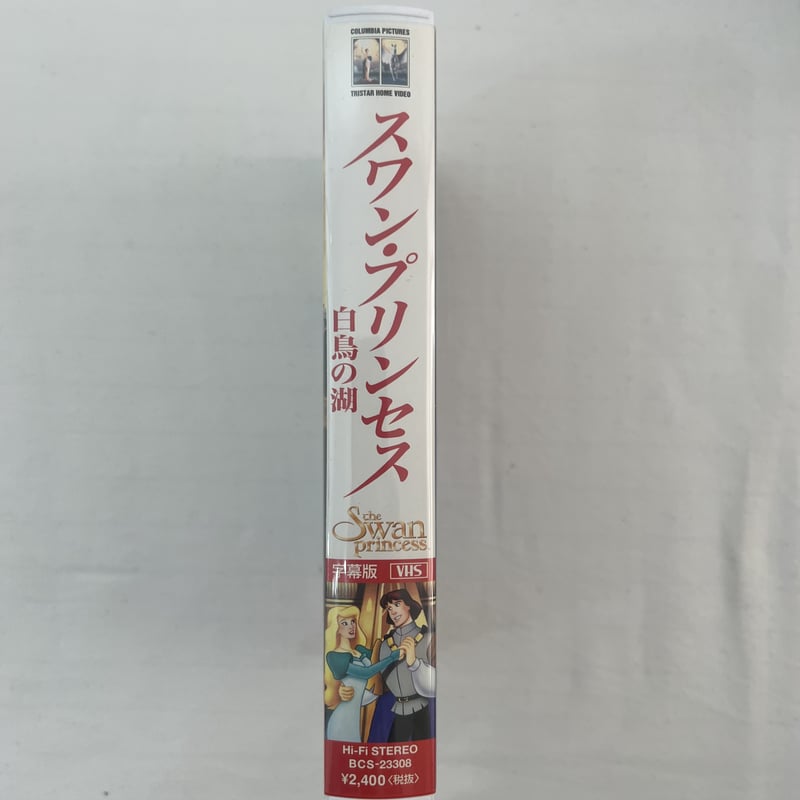 COLUMBIA PICTURES
TRISTAR HOME VIDEO
スワン・プリンセス
白鳥の湖
the
Swan
princess
字幕版 VHS
Hi-Fi STEREO
BCS-23308
¥2,400〈税抜〉